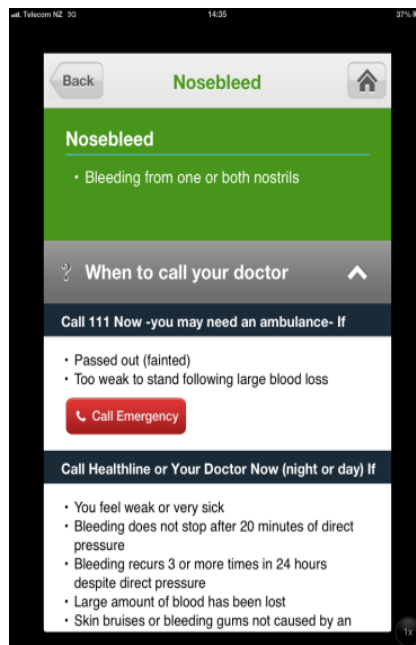 Telecom NZ 3G 14:35 37%
Back Nosebleed
Nosebleed
• Bleeding from one or both nostrils
? When to call your doctor
Call 111 Now -you may need an ambulance- If
• Passed out (fainted)
• Too weak to stand following large blood loss
Call Emergency
Call Healthline or Your Doctor Now (night or day) If
• You feel weak or very sick
• Bleeding does not stop after 20 minutes of direct
pressure
• Bleeding recurs 3 or more times in 24 hours
despite direct pressure
• Large amount of blood has been lost
• Skin bruises or bleeding gums not caused by an
1x